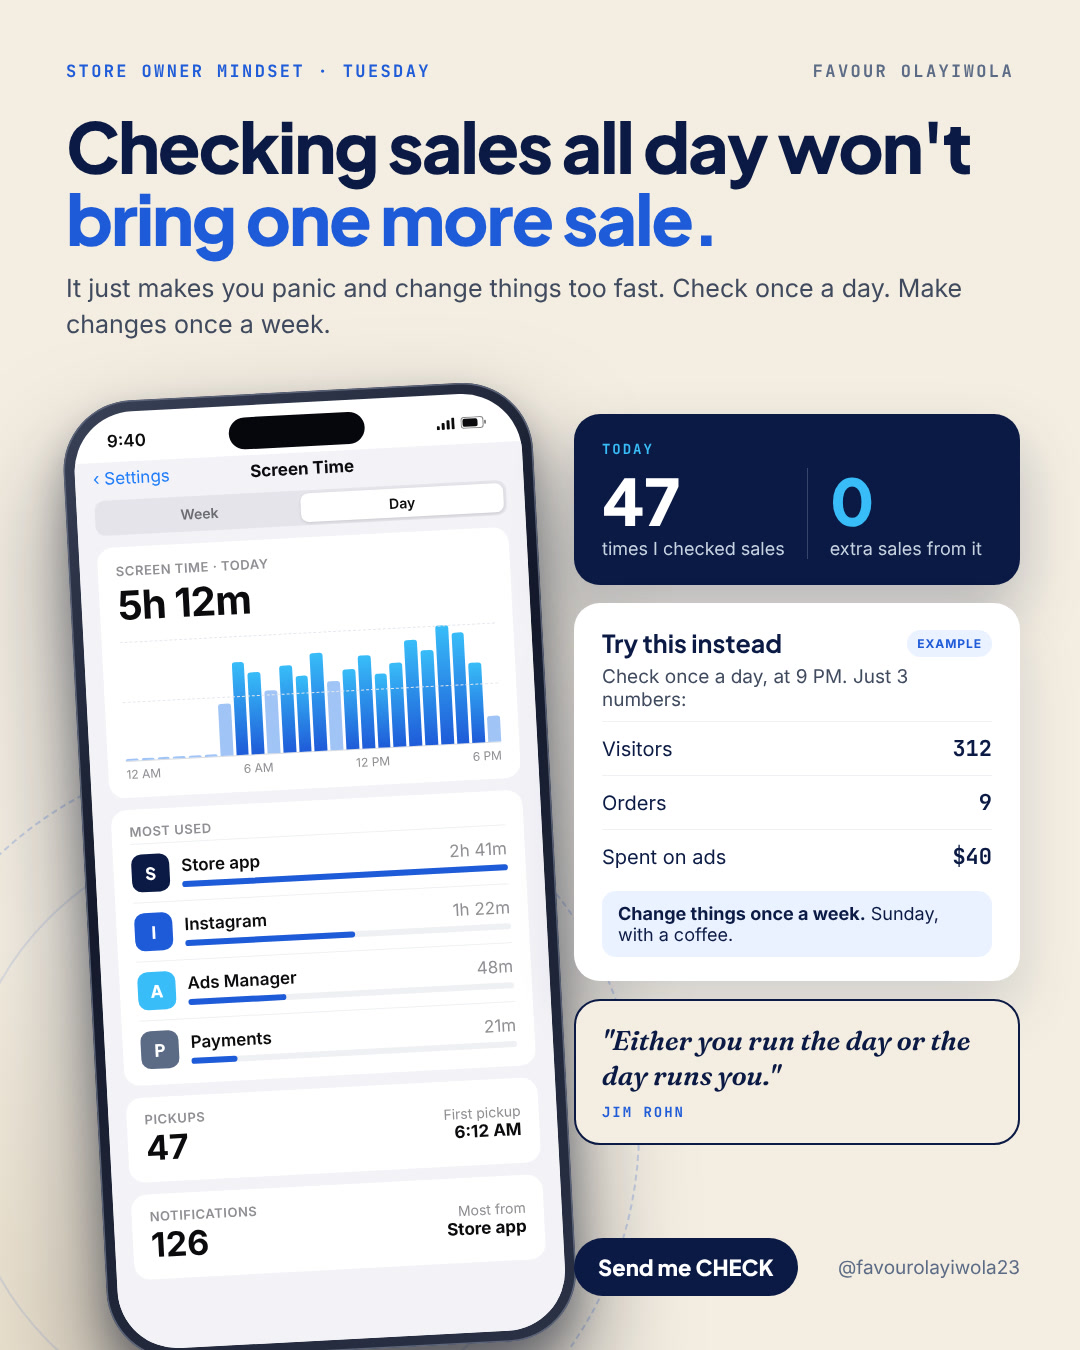 STORE OWNER MINDSET · TUESDAY
FAVOUR OLAYIWOLA
Checking sales all day won't
bring one more sale.
It just makes you panic and change things too fast. Check once a day. Make
changes once a week.
9:40
‹ Settings
Screen Time
Week
Day
SCREEN TIME · TODAY
5h 12m
12 AM
6 AM
12 PM
6 PM
MOST USED
S
Store app
2h 41m
I
Instagram
1h 22m
A
Ads Manager
48m
P
Payments
21m
PICKUPS
47
First pickup
6:12 AM
NOTIFICATIONS
126
Most from
Store app
TODAY
47
times I checked sales
0
extra sales from it
Try this instead
EXAMPLE
Check once a day, at 9 PM. Just 3
numbers:
Visitors
312
Orders
9
Spent on ads
$40
Change things once a week. Sunday,
with a coffee.
"Either you run the day or the
day runs you."
JIM ROHN
Send me CHECK
@favourolayiwola23